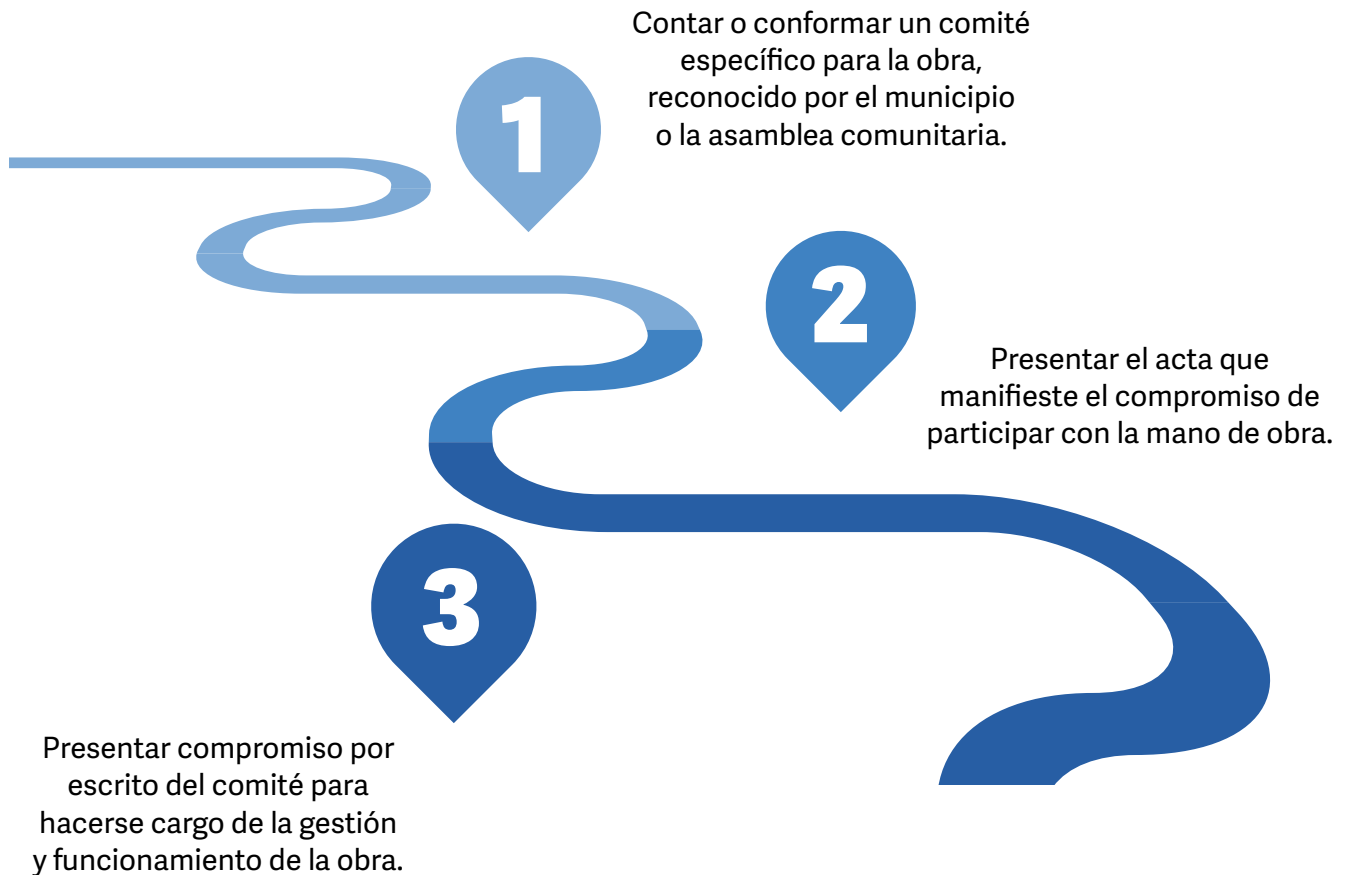 1
Contar o conformar un comité
específico para la obra,
reconocido por el municipio
o la asamblea comunitaria.
2
Presentar el acta que
manifieste el compromiso de
participar con la mano de obra.
3
Presentar compromiso por
escrito del comité para
hacerse cargo de la gestión
y funcionamiento de la obra.